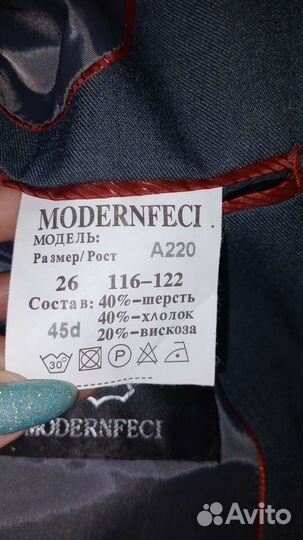 MODERNFECI
МОДЕЛЬ:
Размер/Рост A220
26 116–122
Состав: 40%–шерсть
40%–хлопок
45d 20%–вискоза
30°
P
MODERNFECI
Avito